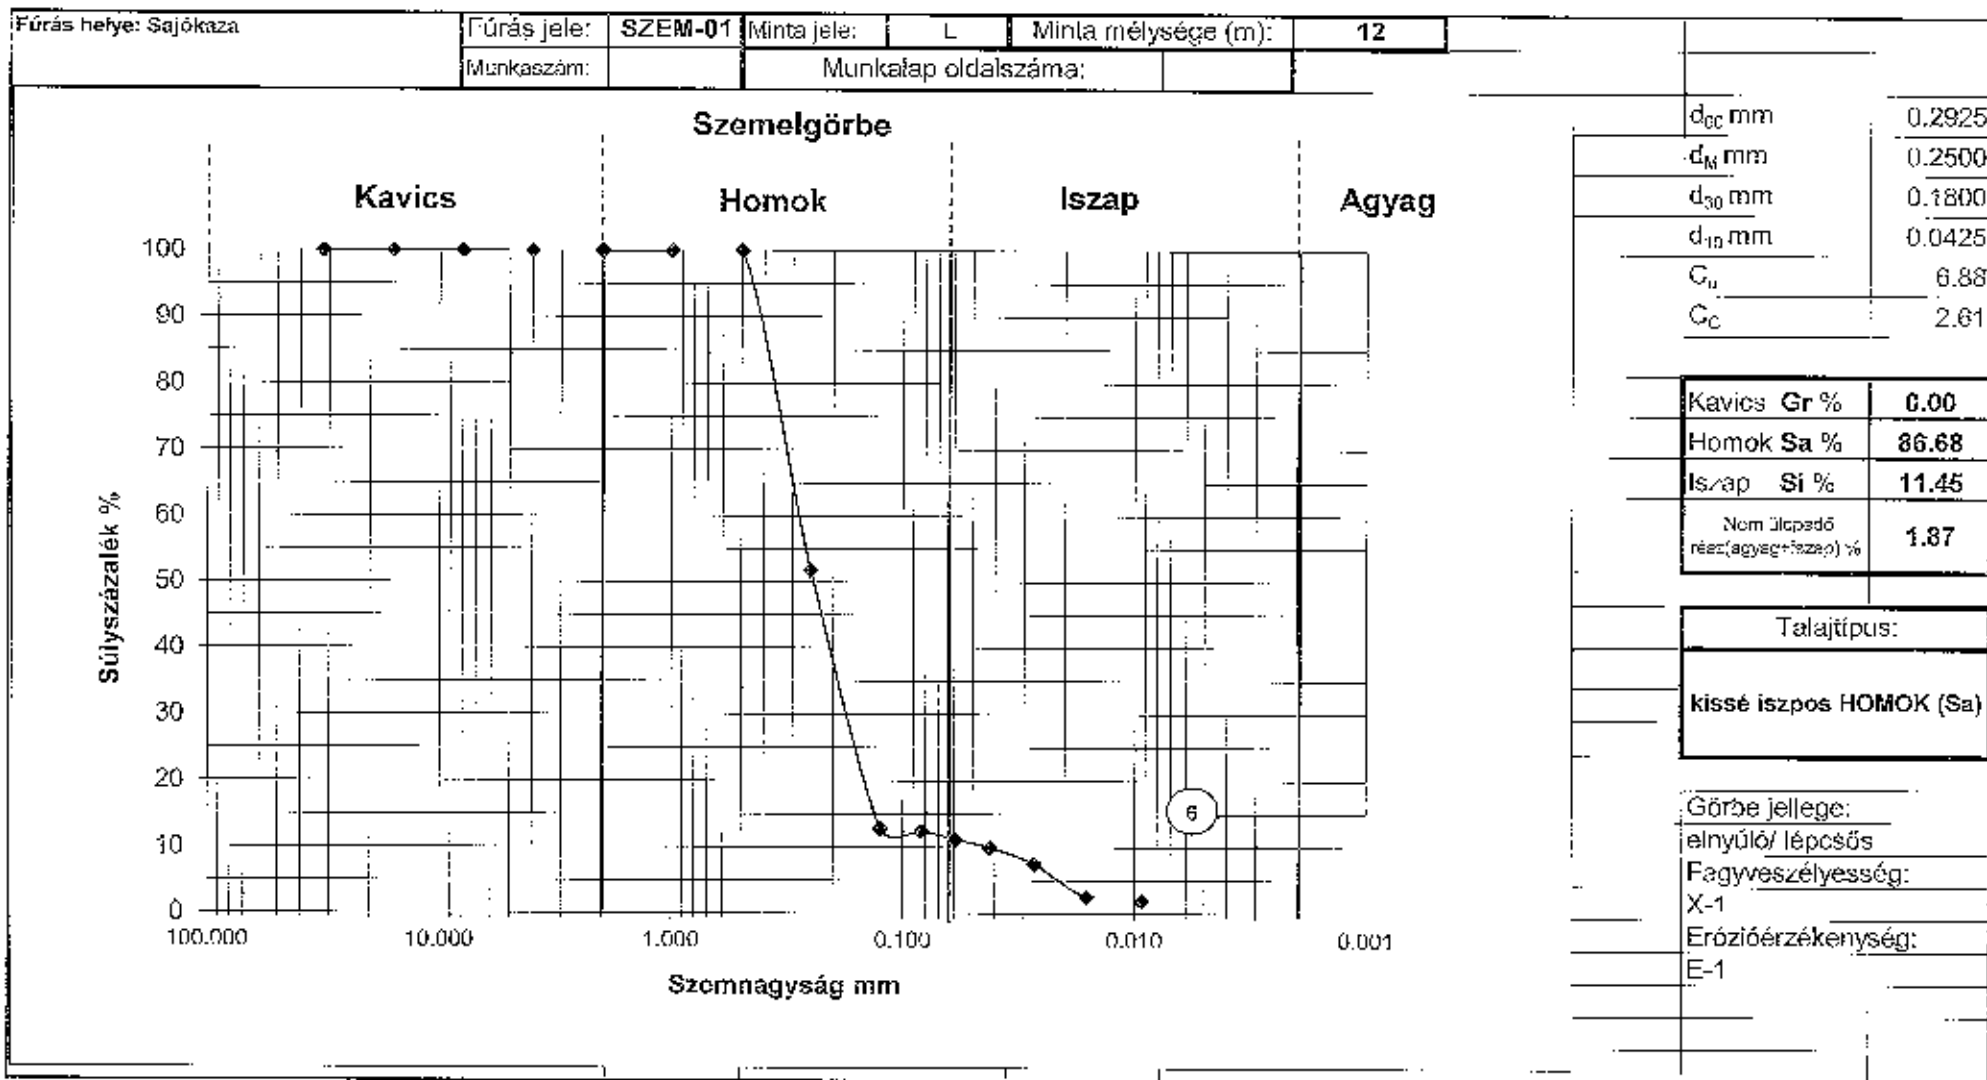 Fúrás helye: Sajókaza
Fúrás jele: SZEM-01 Minta jele: L Minta mélysége (m): 12
Munkaszám: Munkalap oldalszáma:
Szemelgörbe
Kavics Homok Iszap Agyag
100
90
80
70
60
50
40
30
20
10
0
Súlyszázalék %
6
100.000 10.000 1.000 0.100 0.010 0.001
Szemnagyság mm
d60 mm 0.2925
dM mm 0.2500
d30 mm 0.1800
d10 mm 0.0425
Cu 6.88
CC 2.61
Kavics Gr % 0.00
Homok Sa % 86.68
Iszap Si % 11.45
Nem ülepedő
rész(agyag+iszap) % 1.87
Talajtípus:
kissé iszpos HOMOK (Sa)
Görbe jellege:
elnyúló/ lépcsős
Fagyveszélyesség:
X-1
Erózióérzékenység:
E-1